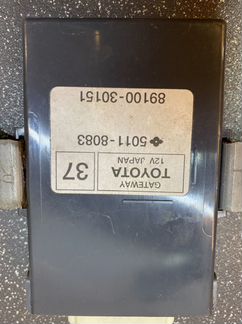 GATEWAY
TOYOTA
12V JAPAN
37
5011-8083
89100-30151